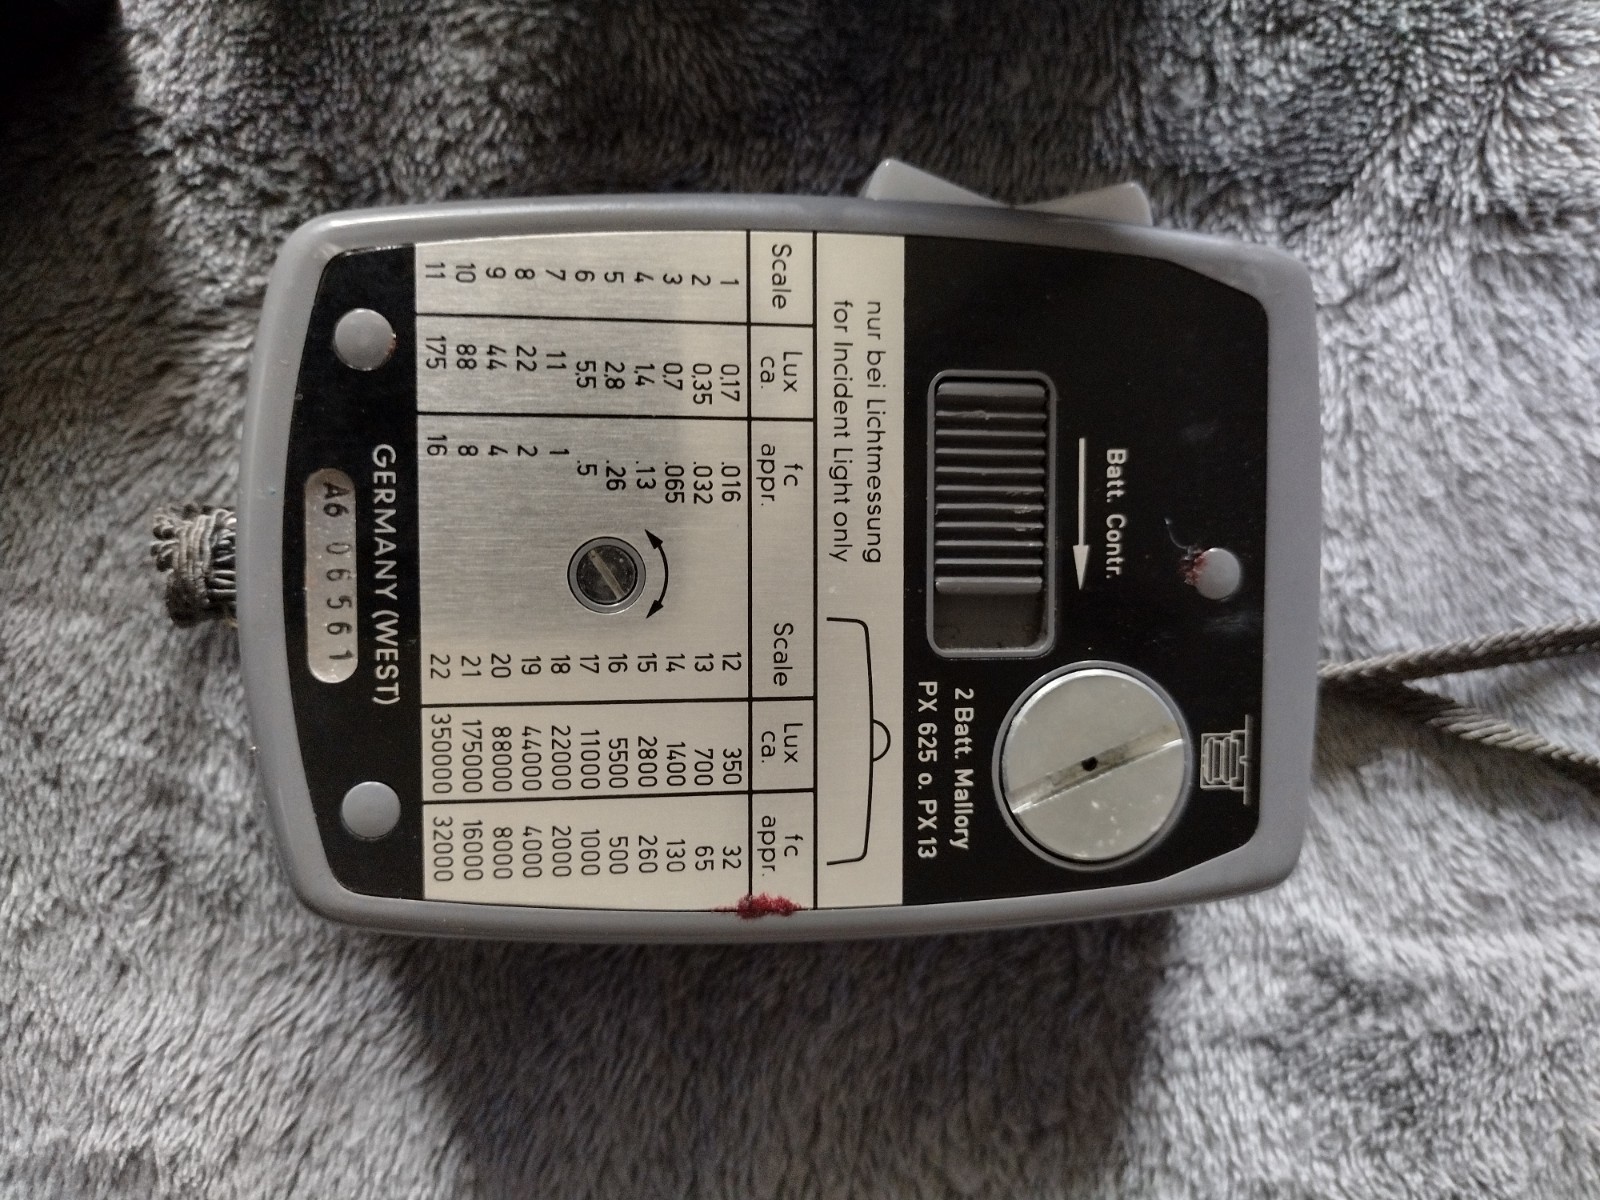 Batt. Contr.
2 Batt. Mallory
PX 625 o. PX 13
nur bei Lichtmessung
for Incident Light only
Scale Lux ca. fc appr. Scale Lux ca. fc appr.
1 0,17 .016 12 350 32
2 0,35 .032 13 700 65
3 0,7 .065 14 1400 130
4 1,4 .13 15 2800 260
5 2,8 .26 16 5500 500
6 5,5 .5 17 11000 1000
7 11 1 18 22000 2000
8 22 2 19 44000 4000
9 44 4 20 88000 8000
10 88 8 21 175000 16000
11 175 16 22 350000 32000
GERMANY (WEST)
A6 06561